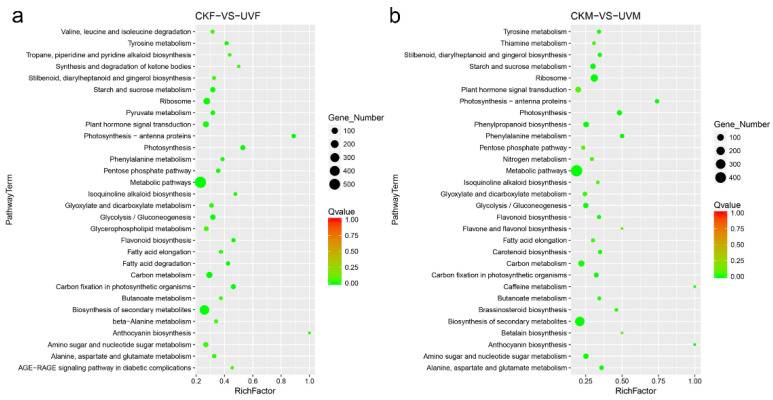 a
CKF-VS-UVF
Valine, leucine and isoleucine degradation
Tyrosine metabolism
Tropane, piperidine and pyridine alkaloid biosynthesis
Synthesis and degradation of ketone bodies
Stilbenoid, diarylheptanoid and gingerol biosynthesis
Starch and sucrose metabolism
Ribosome
Pyruvate metabolism
Plant hormone signal transduction
Photosynthesis - antenna proteins
Photosynthesis
Phenylalanine metabolism
Pentose phosphate pathway
Metabolic pathways
Isoquinoline alkaloid biosynthesis
Glyoxylate and dicarboxylate metabolism
Glycolysis / Gluconeogenesis
Glycerophospholipid metabolism
Flavonoid biosynthesis
Fatty acid elongation
Fatty acid degradation
Carbon metabolism
Carbon fixation in photosynthetic organisms
Butanoate metabolism
Biosynthesis of secondary metabolites
beta-Alanine metabolism
Anthocyanin biosynthesis
Amino sugar and nucleotide sugar metabolism
Alanine, aspartate and glutamate metabolism
AGE-RAGE signaling pathway in diabetic complications
PathwayTerm
0.2 0.4 0.6 0.8 1.0
RichFactor
Gene_Number
100
200
300
400
500
Qvalue
1.00
0.75
0.50
0.25
0.00
b
CKM-VS-UVM
Tyrosine metabolism
Thiamine metabolism
Stilbenoid, diarylheptanoid and gingerol biosynthesis
Starch and sucrose metabolism
Ribosome
Plant hormone signal transduction
Photosynthesis - antenna proteins
Photosynthesis
Phenylpropanoid biosynthesis
Phenylalanine metabolism
Pentose phosphate pathway
Nitrogen metabolism
Metabolic pathways
Isoquinoline alkaloid biosynthesis
Glyoxylate and dicarboxylate metabolism
Glycolysis / Gluconeogenesis
Flavonoid biosynthesis
Flavone and flavonol biosynthesis
Fatty acid elongation
Carotenoid biosynthesis
Carbon metabolism
Carbon fixation in photosynthetic organisms
Caffeine metabolism
Butanoate metabolism
Brassinosteroid biosynthesis
Biosynthesis of secondary metabolites
Betalain biosynthesis
Anthocyanin biosynthesis
Amino sugar and nucleotide sugar metabolism
Alanine, aspartate and glutamate metabolism
PathwayTerm
0.25 0.50 0.75 1.00
RichFactor
Gene_Number
100
200
300
400
Qvalue
1.00
0.75
0.50
0.25
0.00